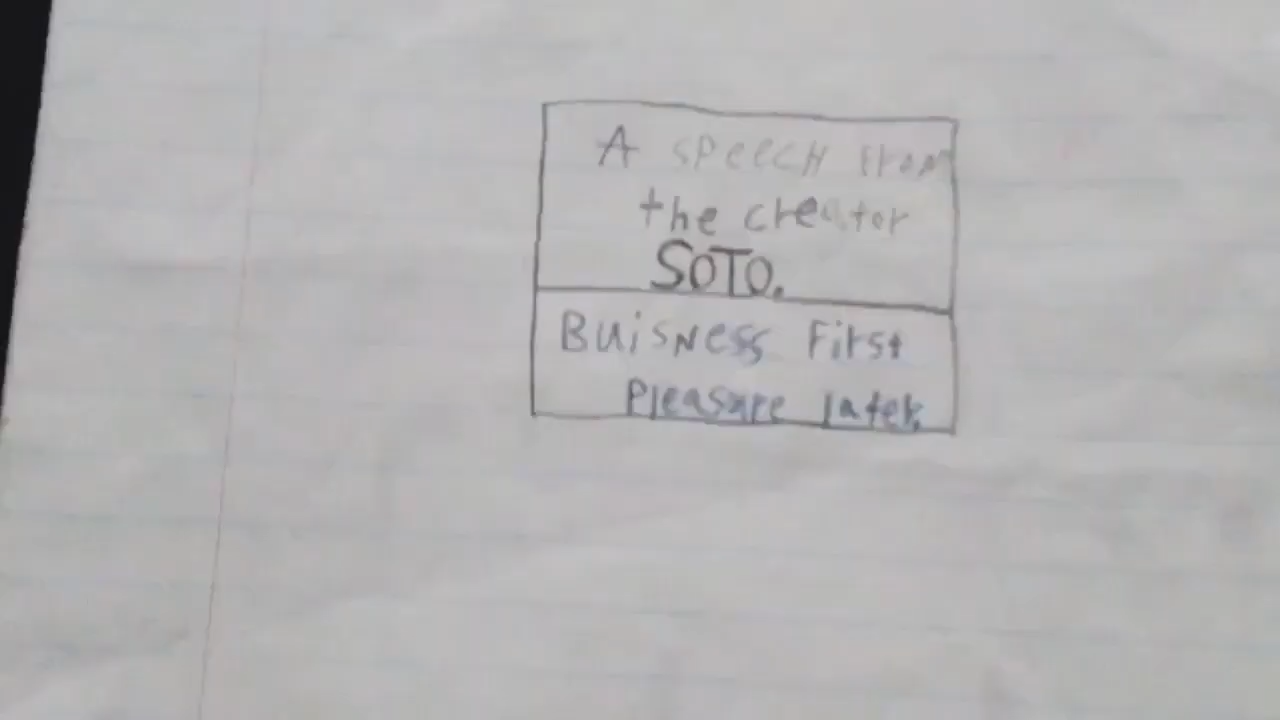 A SPEECH From
the creator
SOTO.
Buisness First
Pleasure later.